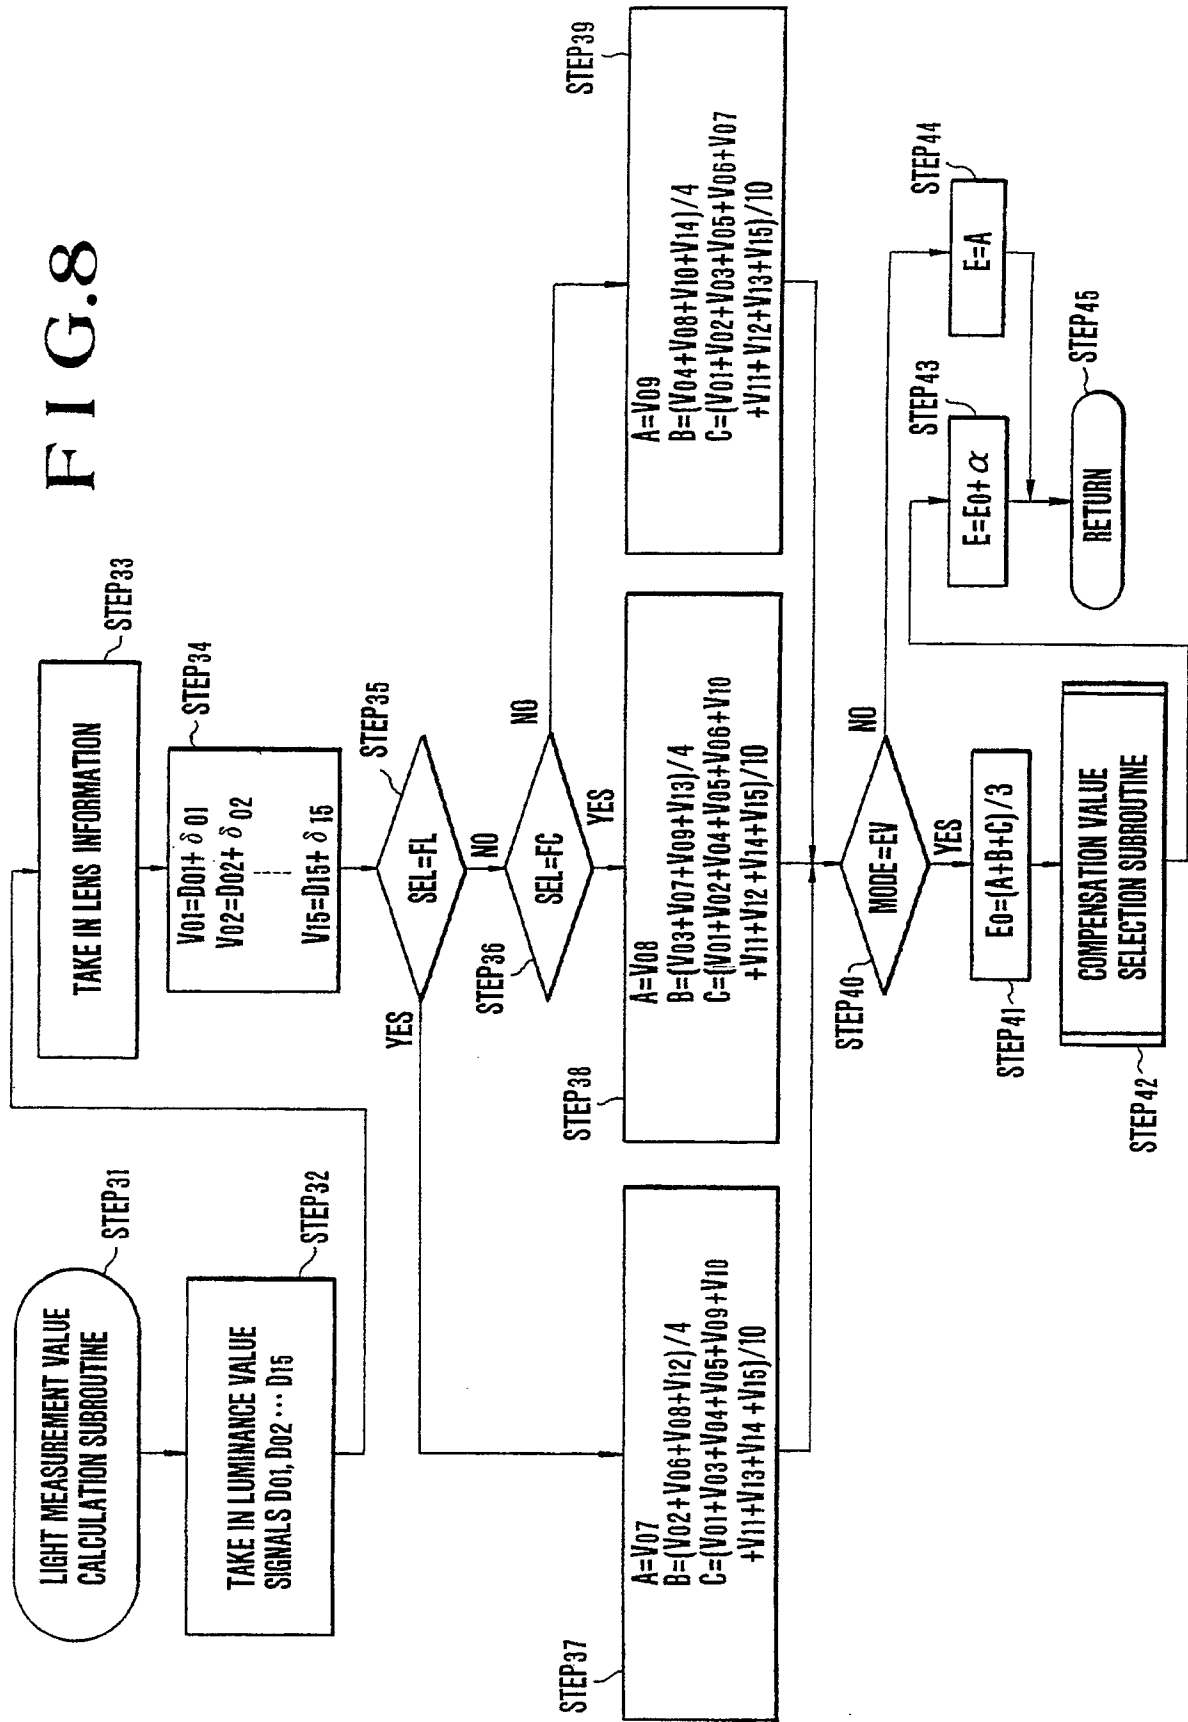 FIG.8
LIGHT MEASUREMENT VALUE
CALCULATION SUBROUTINE
STEP31
TAKE IN LUMINANCE VALUE
SIGNALS D01, D02 ··· D15
STEP32
TAKE IN LENS INFORMATION
STEP33
V01=D01+δ01
V02=D02+δ02
-----
V15=D15+δ15
STEP34
SEL=FL
STEP35
YES
NO
SEL=FC
STEP36
NO
YES
STEP37
A=V07
B=(V02+V06+V08+V12)/4
C=(V01+V03+V04+V05+V09+V10
+V11+V13+V14+V15)/10
STEP38
A=V08
B=(V03+V07+V09+V13)/4
C=(V01+V02+V04+V05+V06+V10
+V11+V12+V14+V15)/10
STEP39
A=V09
B=(V04+V08+V10+V14)/4
C=(V01+V02+V03+V05+V06+V07
+V11+V12+V13+V15)/10
MODE=EV
STEP40
NO
YES
E0=(A+B+C)/3
STEP41
COMPENSATION VALUE
SELECTION SUBROUTINE
STEP42
E=E0+α
STEP43
E=A
STEP44
RETURN
STEP45